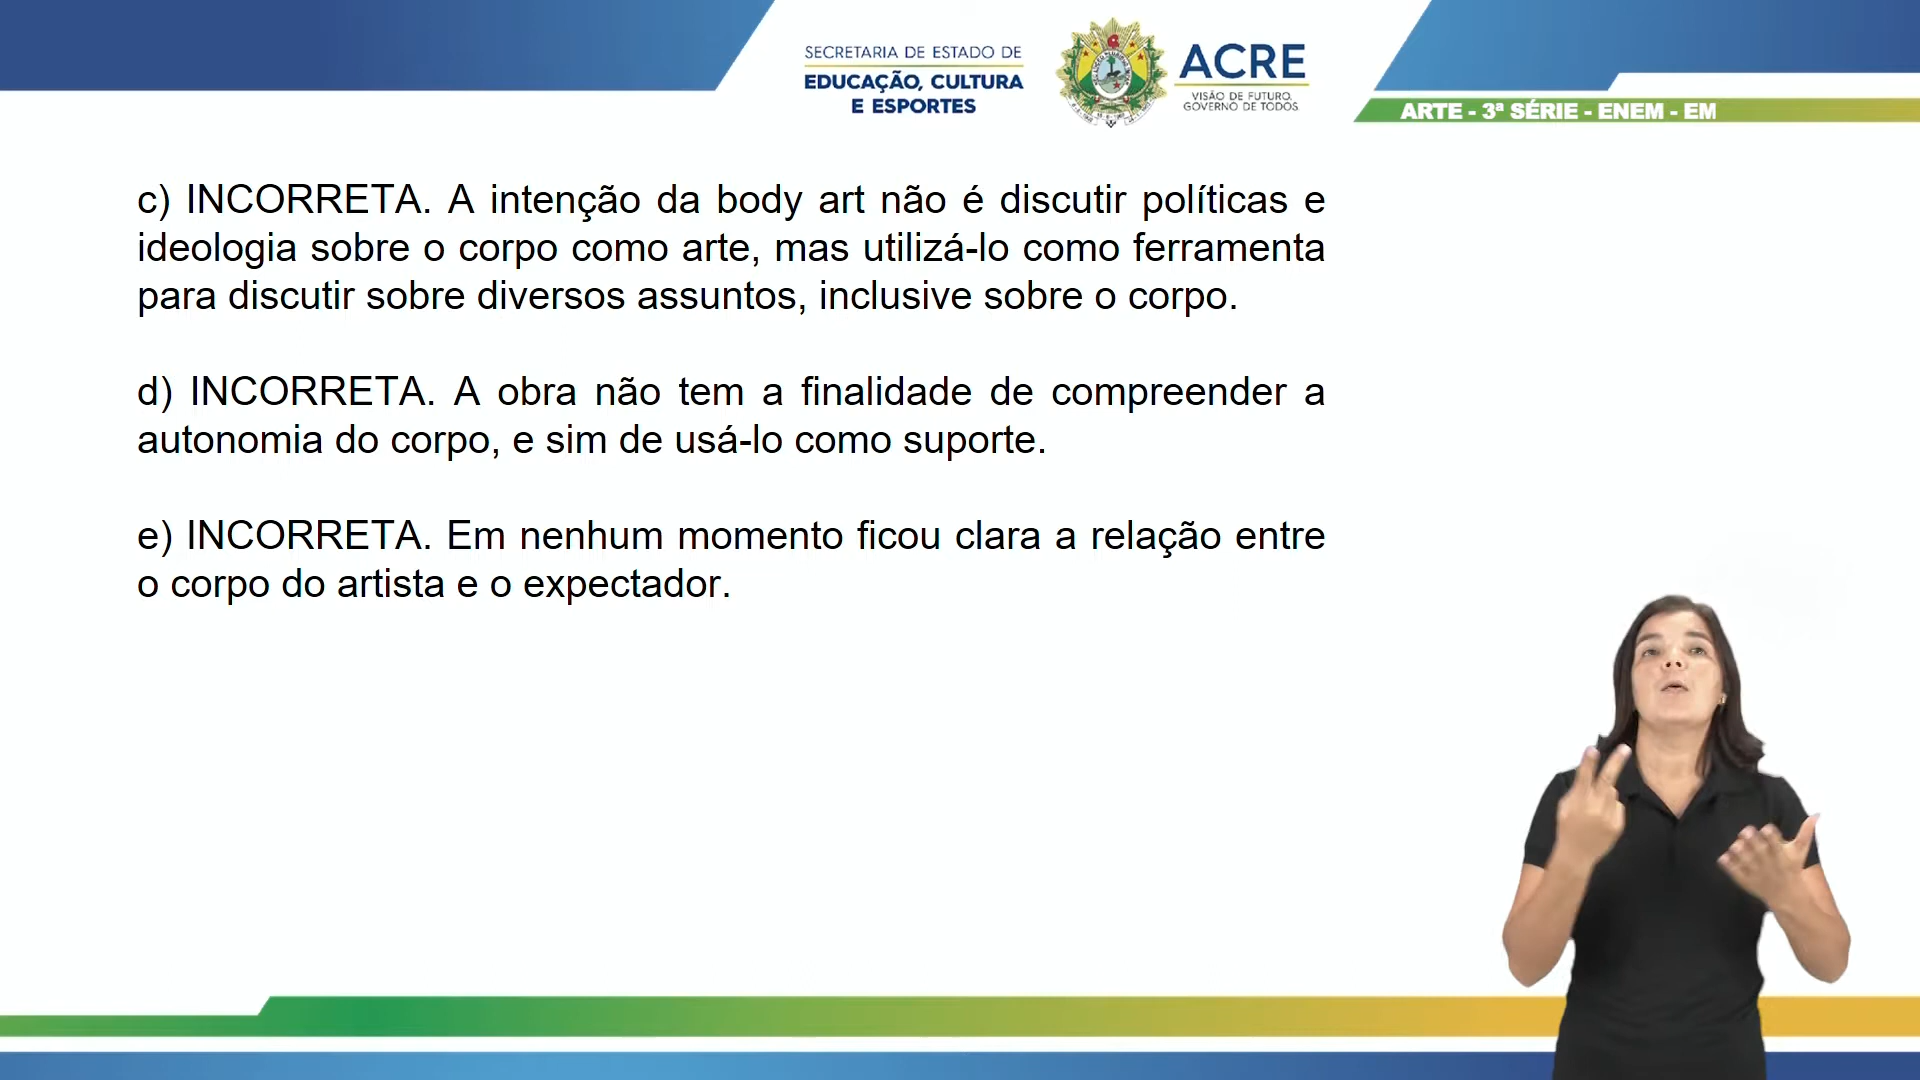 SECRETARIA DE ESTADO DE
EDUCAÇÃO, CULTURA
E ESPORTES
ACRE
VISÃO DE FUTURO.
GOVERNO DE TODOS.
ARTE - 3ª SÉRIE - ENEM - EM
c) INCORRETA. A intenção da body art não é discutir políticas e
ideologia sobre o corpo como arte, mas utilizá-lo como ferramenta
para discutir sobre diversos assuntos, inclusive sobre o corpo.
d) INCORRETA. A obra não tem a finalidade de compreender a
autonomia do corpo, e sim de usá-lo como suporte.
e) INCORRETA. Em nenhum momento ficou clara a relação entre
o corpo do artista e o expectador.